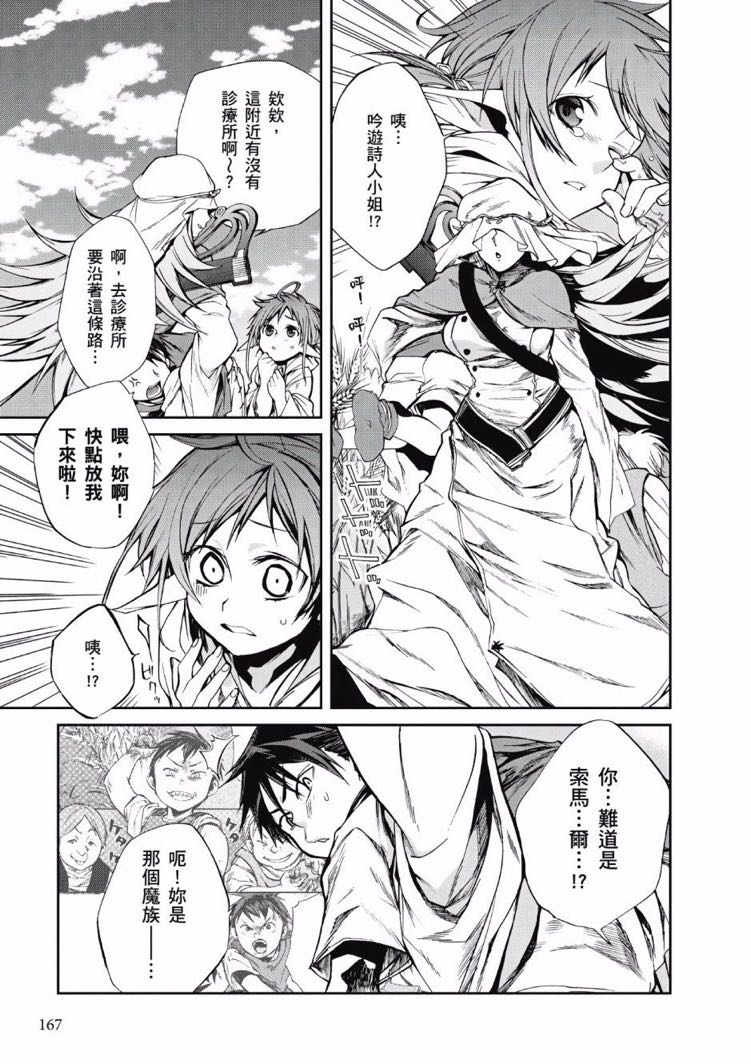 咦…
吟遊詩人小姐!?
呯！呯！
欸欸，
這附近有沒有
診療所啊～？
啊，去診療所
要沿著這條路…
喂，妳啊！
快點放我
下來啦！
咦…!?
你…難道是
索馬…爾…!?
呃！妳是
那個魔族
──…
167